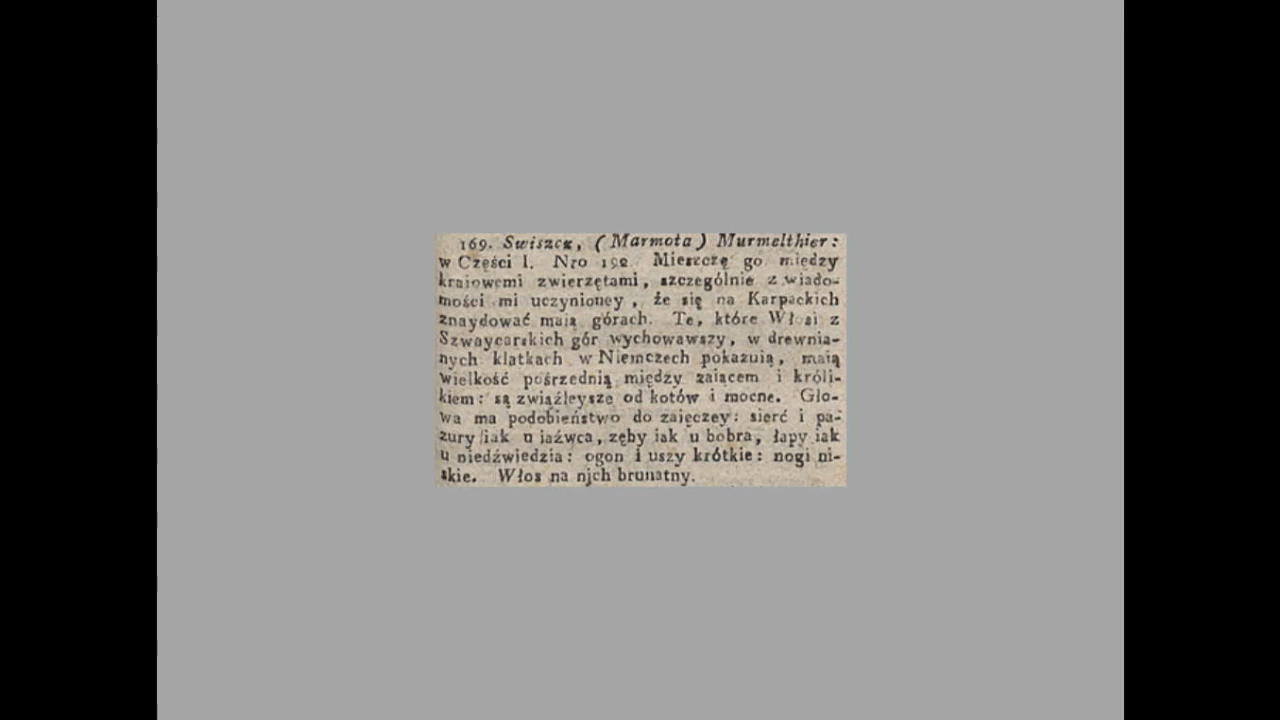 169. Swiszcz, (Marmota) Murmelthier:
w Części I. Nro 192. Mieszczę go między
kraiowemi zwierzętami, szczególnie z wiado-
mości mi uczynioney, że się na Karpackich
znaydować maią górach. Te, które Włosi z
Szwaycarskich gór wychowawszy, w drewnia-
nych klatkach w Niemczech pokazuią, maią
wielkość pośrzednią między zaiącem i króli-
kiem: są zwiąźleysze od kotów i mocne. Gło-
wa ma podobieństwo do zaięczey: sierć i pa-
zury iak u iaźwca, zęby iak u bobra, łapy iak
u niedźwiedzia: ogon i uszy krótkie: nogi ni-
skie. Włos na nich brunatny.